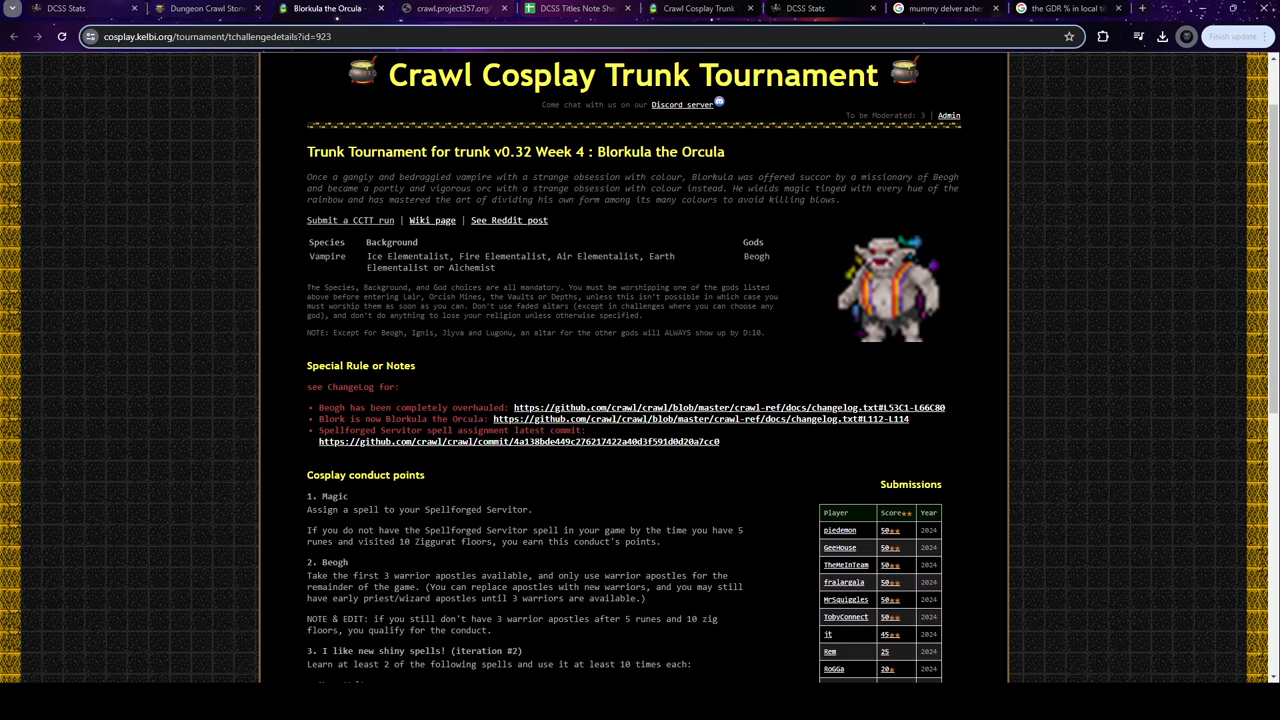 DCSS Stats
Dungeon Crawl Stone
Blorkula the Orcula -
crawl.project357.org/
DCSS Titles Note She
Crawl Cosplay Trunk T
DCSS Stats
mummy delver acher
the GDR % in local til
cosplay.kelbi.org/tournament/tchallengedetails?id=923
Finish update
Crawl Cosplay Trunk Tournament
Come chat with us on our Discord server
To be Moderated: 3 | Admin
Trunk Tournament for trunk v0.32 Week 4 : Blorkula the Orcula
Once a gangly and bedraggled vampire with a strange obsession with colour, Blorkula was offered succor by a missionary of Beogh
and became a portly and vigorous orc with a strange obsession with colour instead. He wields magic tinged with every hue of the
rainbow and has mastered the art of dividing his own form among its many colours to avoid killing blows.
Submit a CCTT run | Wiki page | See Reddit post
Species Background Gods
Vampire Ice Elementalist, Fire Elementalist, Air Elementalist, Earth Beogh
Elementalist or Alchemist
The Species, Background, and God choices are all mandatory. You must be worshipping one of the gods listed
above before entering Lair, Orcish Mines, the Vaults or Depths, unless this isn't possible in which case you
must worship them as soon as you can. Don't use faded altars (except in challenges where you can choose any
god), and don't do anything to lose your religion unless otherwise specified.
NOTE: Except for Beogh, Ignis, Jiyva and Lugonu, an altar for the other gods will ALWAYS show up by D:10.
Special Rule or Notes
see ChangeLog for:
• Beogh has been completely overhauled: https://github.com/crawl/crawl/blob/master/crawl-ref/docs/changelog.txt#L53C1-L66C80
• Blork is now Blorkula the Orcula: https://github.com/crawl/crawl/blob/master/crawl-ref/docs/changelog.txt#L112-L114
• Spellforged Servitor spell assignment latest commit:
https://github.com/crawl/crawl/commit/4a138bde449c276217422a40d3f591d0d20a7cc0
Cosplay conduct points
1. Magic
Assign a spell to your Spellforged Servitor.
If you do not have the Spellforged Servitor spell in your game by the time you have 5
runes and visited 10 Ziggurat floors, you earn this conduct's points.
2. Beogh
Take the first 3 warrior apostles available, and only use warrior apostles for the
remainder of the game. (You can replace apostles with new warriors, and you may still
have early priest/wizard apostles until 3 warriors are available.)
NOTE & EDIT: if you still don't have 3 warrior apostles after 5 runes and 10 zig
floors, you qualify for the conduct.
3. I like new shiny spells! (iteration #2)
Learn at least 2 of the following spells and use it at least 10 times each:
Submissions
Player Score★★ Year
piedemon 50★★ 2024
GeeHouse 50★★ 2024
TheMeInTeam 50★★ 2024
fralargala 50★★ 2024
MrSquiggles 50★★ 2024
TobyConnect 50★★ 2024
jt 45★★ 2024
Rem 25 2024
RoGGa 20★ 2024